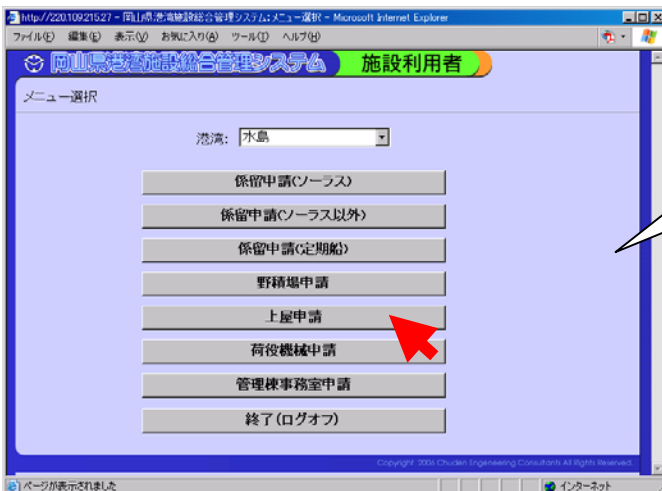 http://220.109.215.27 - 岡山県港湾施設総合管理システム:メニュー選択 - Microsoft Internet Explorer
ファイル(F) 編集(E) 表示(V) お気に入り(A) ツール(T) ヘルプ(H)
岡山県港湾施設総合管理システム 施設利用者
メニュー選択
港湾: 水島
係留申請(ソーラス)
係留申請(ソーラス以外)
係留申請(定期船)
野積場申請
上屋申請
荷役機械申請
管理棟事務室申請
終了(ログオフ)
Copyright 2006 Chuden Engeneering Consultants All Rights Reserved.
ページが表示されました インターネット